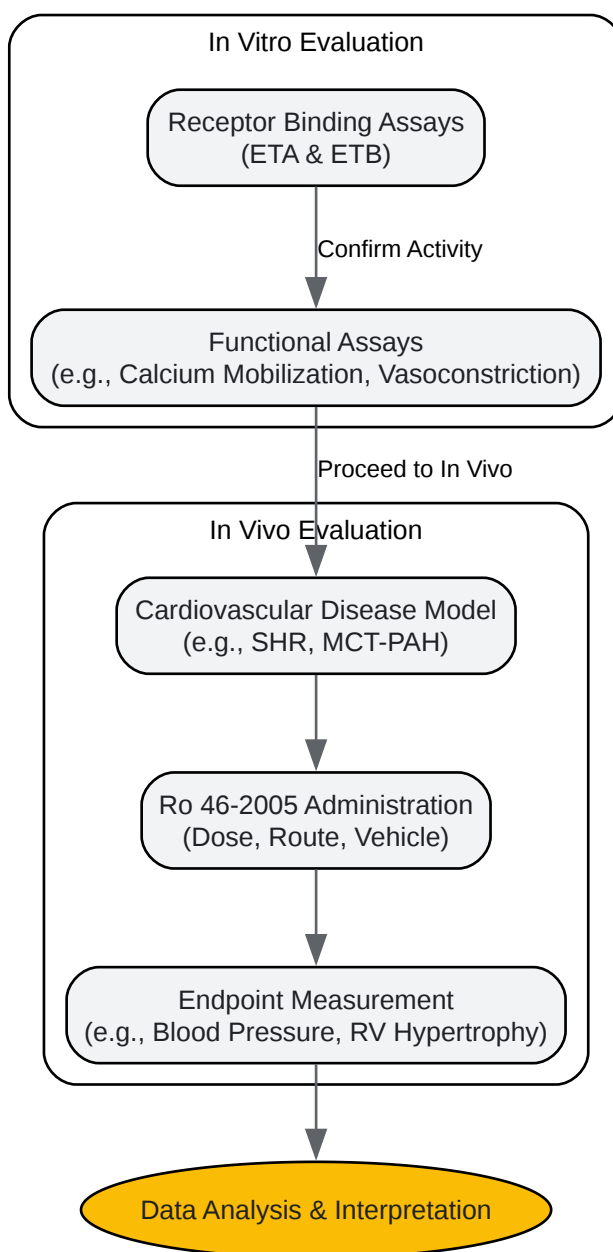 In Vitro Evaluation
Receptor Binding Assays
(ETA & ETB)
Confirm Activity
Functional Assays
(e.g., Calcium Mobilization, Vasoconstriction)
Proceed to In Vivo
In Vivo Evaluation
Cardiovascular Disease Model
(e.g., SHR, MCT-PAH)
Ro 46-2005 Administration
(Dose, Route, Vehicle)
Endpoint Measurement
(e.g., Blood Pressure, RV Hypertrophy)
Data Analysis & Interpretation